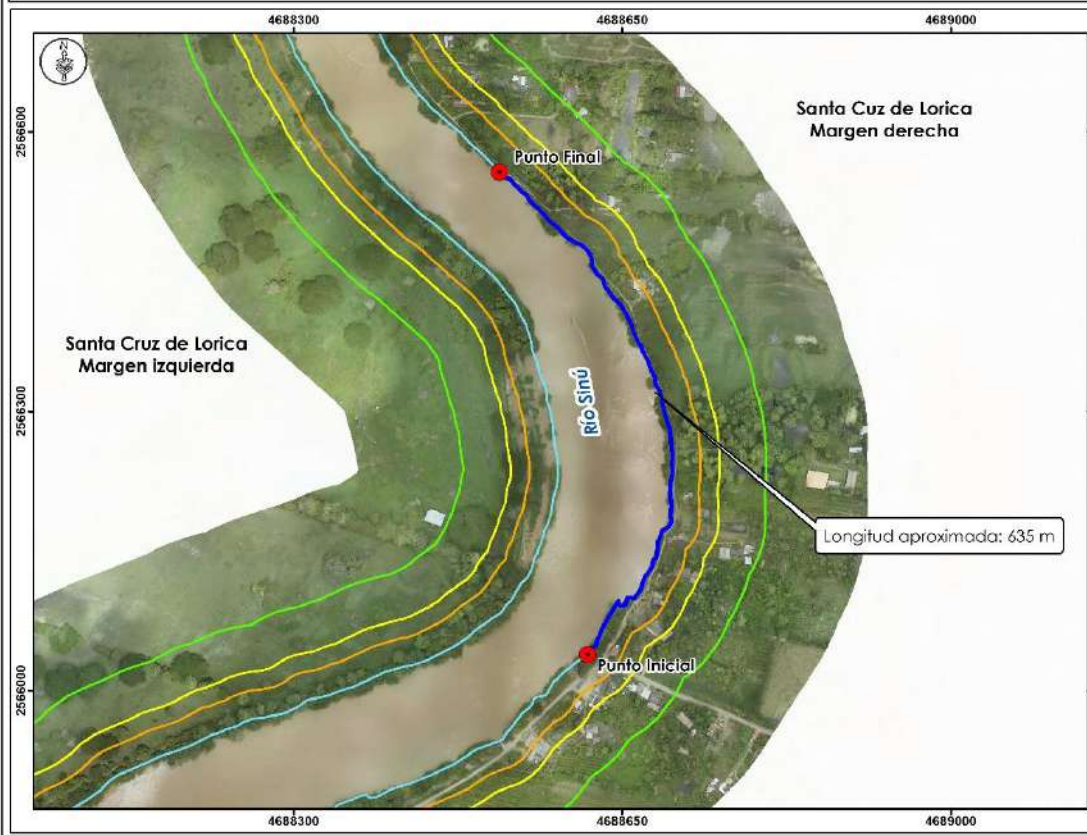 4688300 4688650 4689000
N
Santa Cuz de Lorica
Margen derecha
2566600
Punto Final
Santa Cruz de Lorica
Margen izquierda
2566300
Río Sinú
Longitud aproximada: 635 m
Punto Inicial
2566000
4688300 4688650 4689000